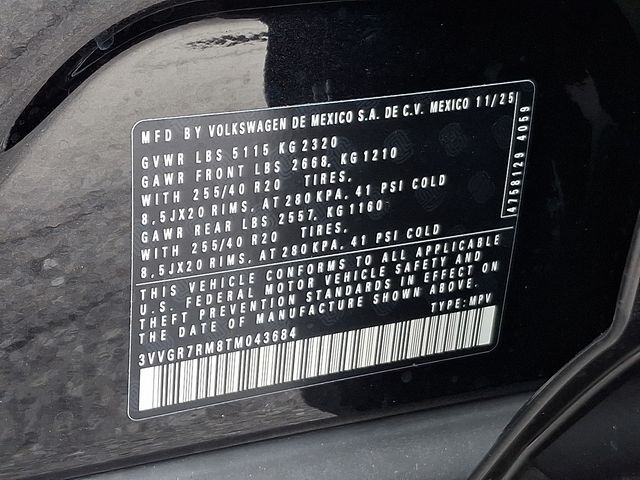 MFD BY VOLKSWAGEN DE MEXICO S.A. DE C.V. MEXICO 11/25
GVWR LBS 5115 KG 2320
GAWR FRONT LBS 2668, KG 1210
WITH 255/40 R20 TIRES,
8,5JX20 RIMS, AT 280 KPA, 41 PSI COLD
GAWR REAR LBS 2557, KG 1160
WITH 255/40 R20 TIRES,
8,5JX20 RIMS, AT 280 KPA, 41 PSI COLD
4758129 4059
THIS VEHICLE CONFORMS TO ALL APPLICABLE
U.S. FEDERAL MOTOR VEHICLE SAFETY AND
THEFT PREVENTION STANDARDS IN EFFECT ON
THE DATE OF MANUFACTURE SHOWN ABOVE.
TYPE: MPV
3VVGR7RM8TM043684